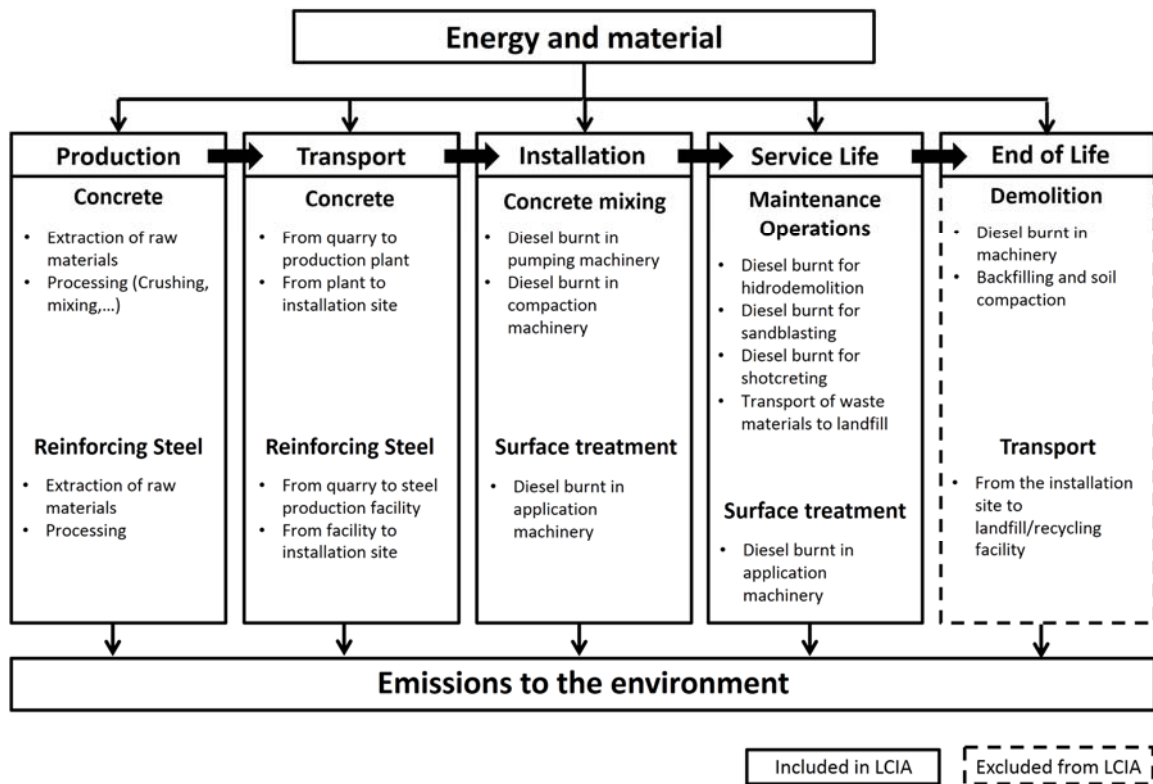 Energy and material
Production
Transport
Installation
Service Life
End of Life
Concrete
• Extraction of raw
materials
• Processing (Crushing,
mixing,...)
Reinforcing Steel
• Extraction of raw
materials
• Processing
Concrete
• From quarry to
production plant
• From plant to
installation site
Reinforcing Steel
• From quarry to steel
production facility
• From facility to
installation site
Concrete mixing
• Diesel burnt in
pumping machinery
• Diesel burnt in
compaction
machinery
Surface treatment
• Diesel burnt in
application
machinery
Maintenance
Operations
• Diesel burnt for
hidrodemolition
• Diesel burnt for
sandblasting
• Diesel burnt for
shotcreting
• Transport of waste
materials to landfill
Surface treatment
• Diesel burnt in
application
machinery
Demolition
• Diesel burnt in
machinery
• Backfilling and soil
compaction
Transport
• From the installation
site to
landfill/recycling
facility
Emissions to the environment
Included in LCIA
Excluded from LCIA